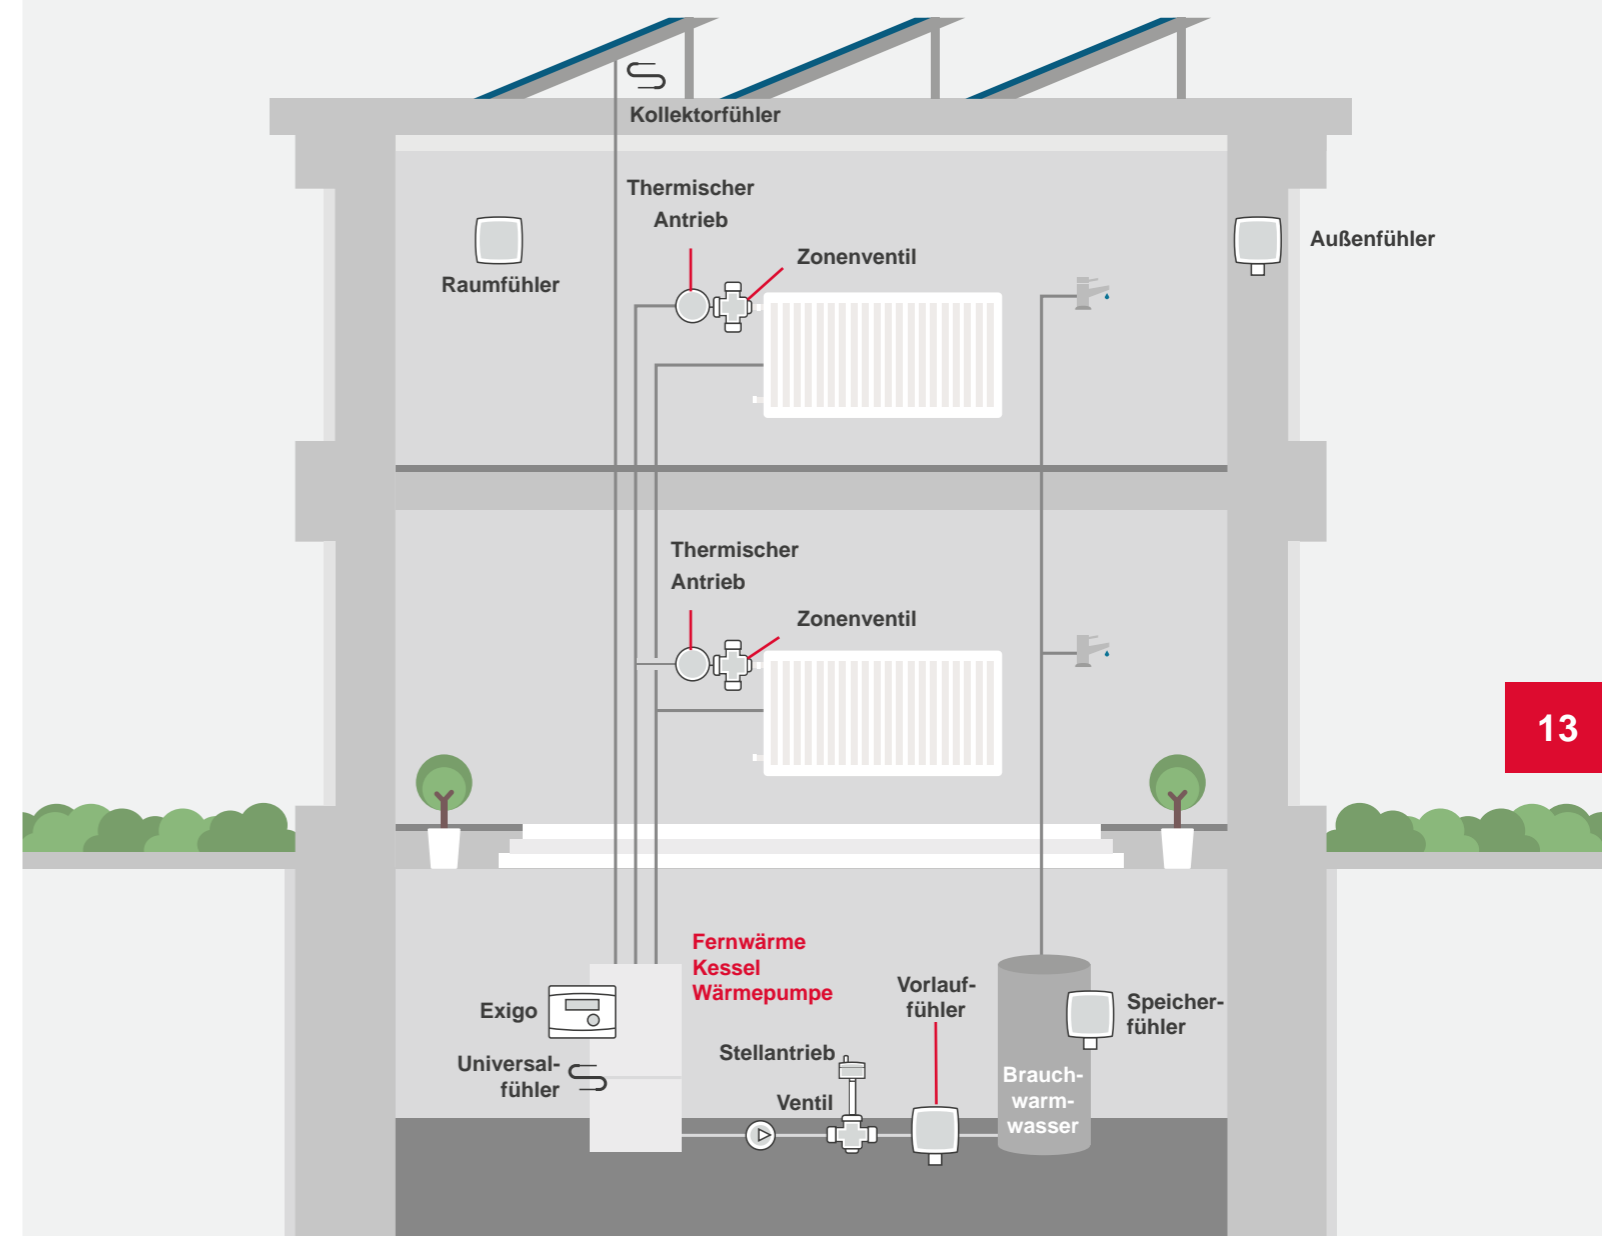 Kollektorfühler
Thermischer
Antrieb
Zonenventil
Raumfühler
Außenfühler
Thermischer
Antrieb
Zonenventil
13
Fernwärme
Kessel
Wärmepumpe
Exigo
Universal-
fühler
Stellantrieb
Ventil
Vorlauf-
fühler
Speicher-
fühler
Brauch-
warm-
wasser